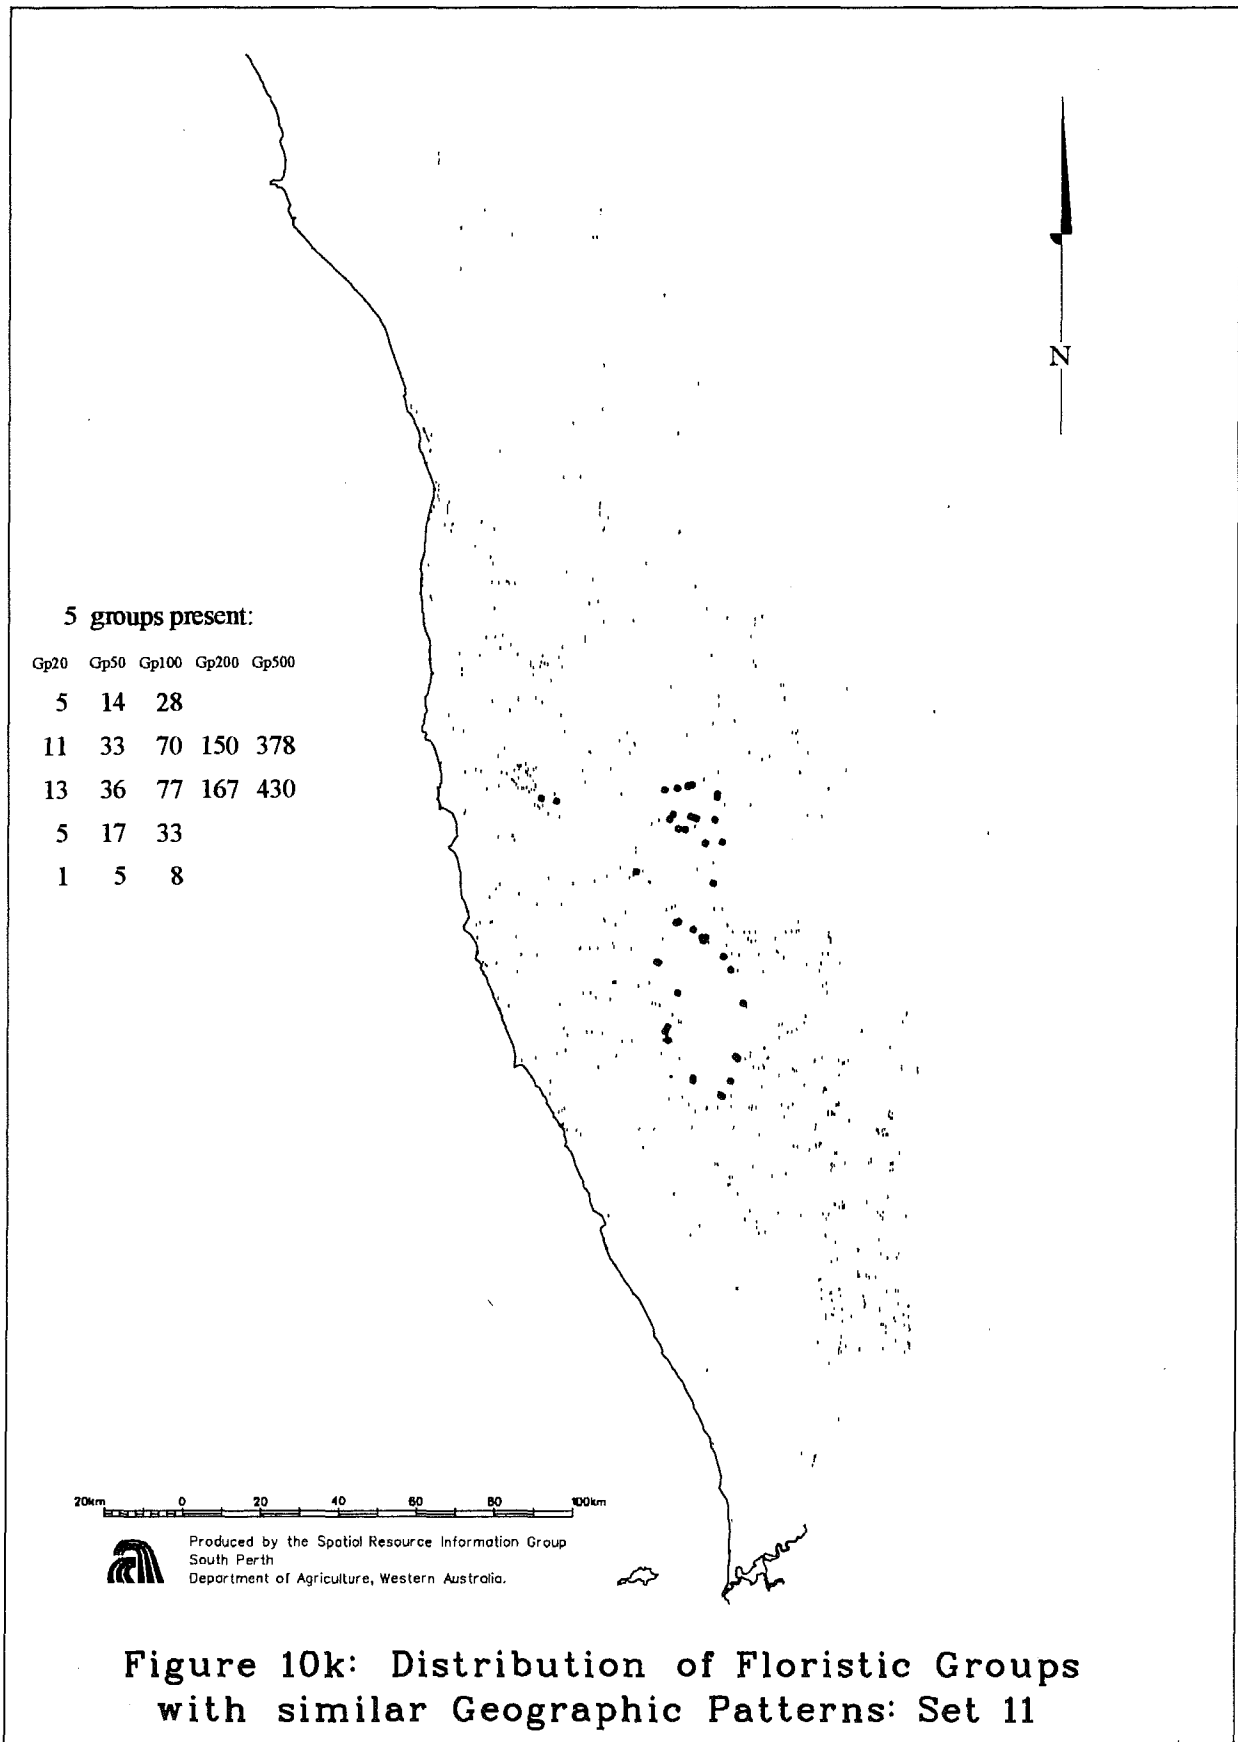 N
5 groups present:
Gp20 Gp50 Gp100 Gp200 Gp500
5 14 28
11 33 70 150 378
13 36 77 167 430
5 17 33
1 5 8
20km 0 20 40 60 80 100km
Produced by the Spatial Resource Information Group
South Perth
Department of Agriculture, Western Australia.
Figure 10k: Distribution of Floristic Groups
with similar Geographic Patterns: Set 11